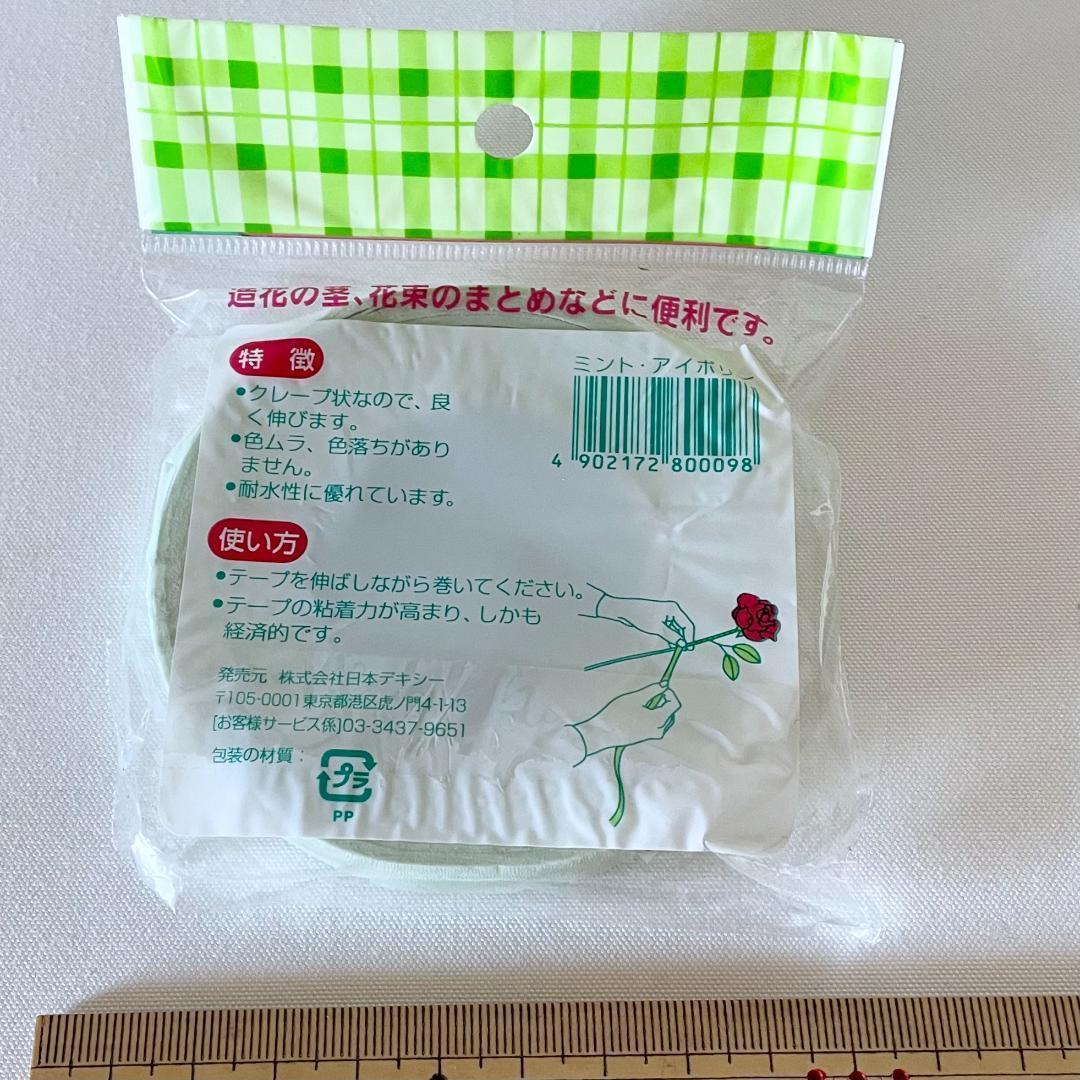 造花の茎、花束のまとめなどに便利です。
特 徴
ミント・アイボリー
•クレープ状なので、良
く伸びます。
•色ムラ、色落ちがあり
ません。
•耐水性に優れています。
4 902172 800098
使い方
•テープを伸ばしながら巻いてください。
•テープの粘着力が高まり、しかも
経済的です。
発売元 株式会社日本デキシー
〒105-0001東京都港区虎ノ門4-1-13
[お客様サービス係]03-3437-9651
包装の材質：
プラ
PP